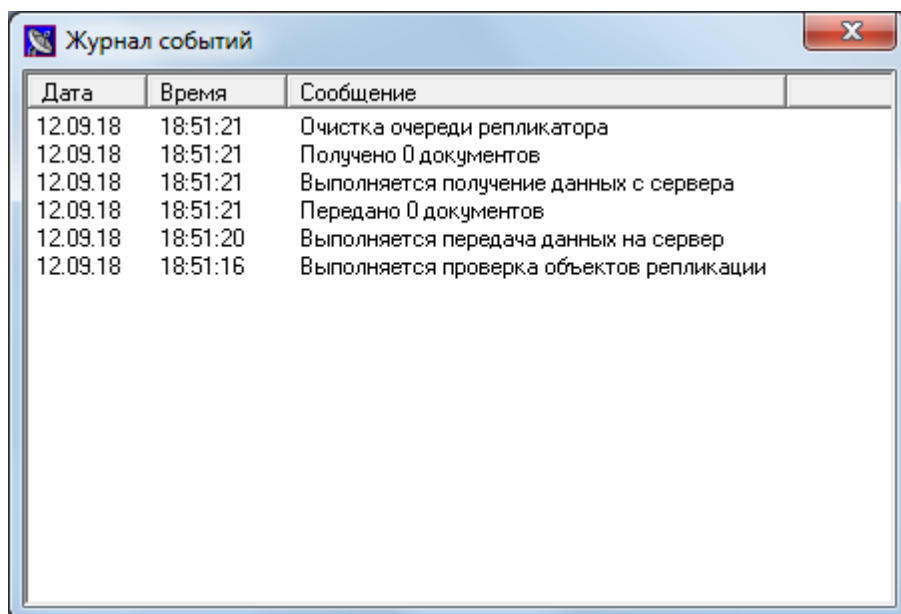 Журнал событий
Дата Время Сообщение
12.09.18 18:51:21 Очистка очереди репликатора
12.09.18 18:51:21 Получено 0 документов
12.09.18 18:51:21 Выполняется получение данных с сервера
12.09.18 18:51:21 Передано 0 документов
12.09.18 18:51:20 Выполняется передача данных на сервер
12.09.18 18:51:16 Выполняется проверка объектов репликации